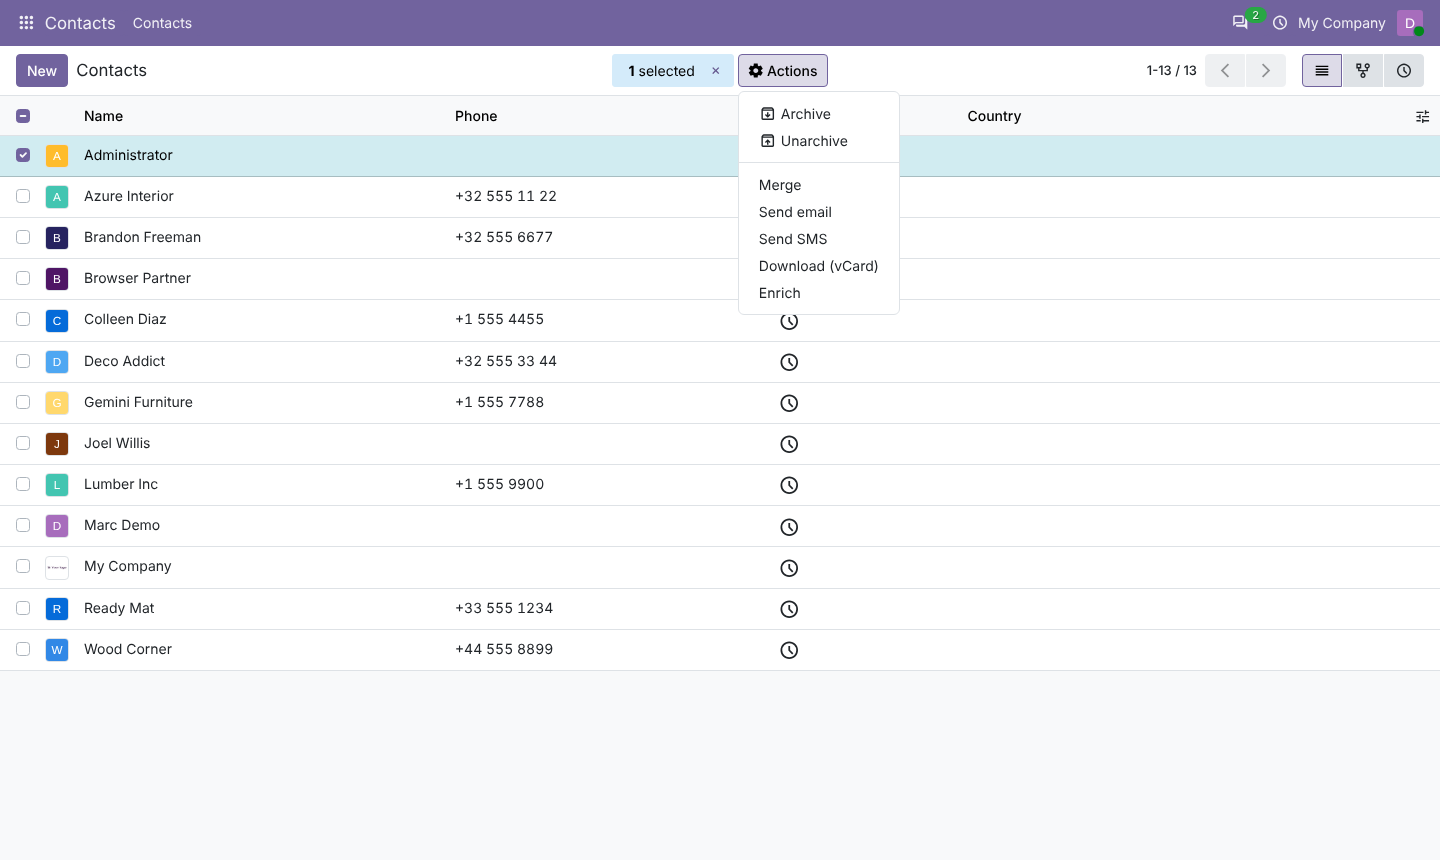 Contacts Contacts 2 My Company D
New Contacts 1 selected × Actions 1-13 / 13
Name Phone Country
Archive
Unarchive
Merge
Send email
Send SMS
Download (vCard)
Enrich
A Administrator
A Azure Interior +32 555 11 22
B Brandon Freeman +32 555 6677
B Browser Partner
C Colleen Diaz +1 555 4455
D Deco Addict +32 555 33 44
G Gemini Furniture +1 555 7788
J Joel Willis
L Lumber Inc +1 555 9900
D Marc Demo
My Company
R Ready Mat +33 555 1234
W Wood Corner +44 555 8899